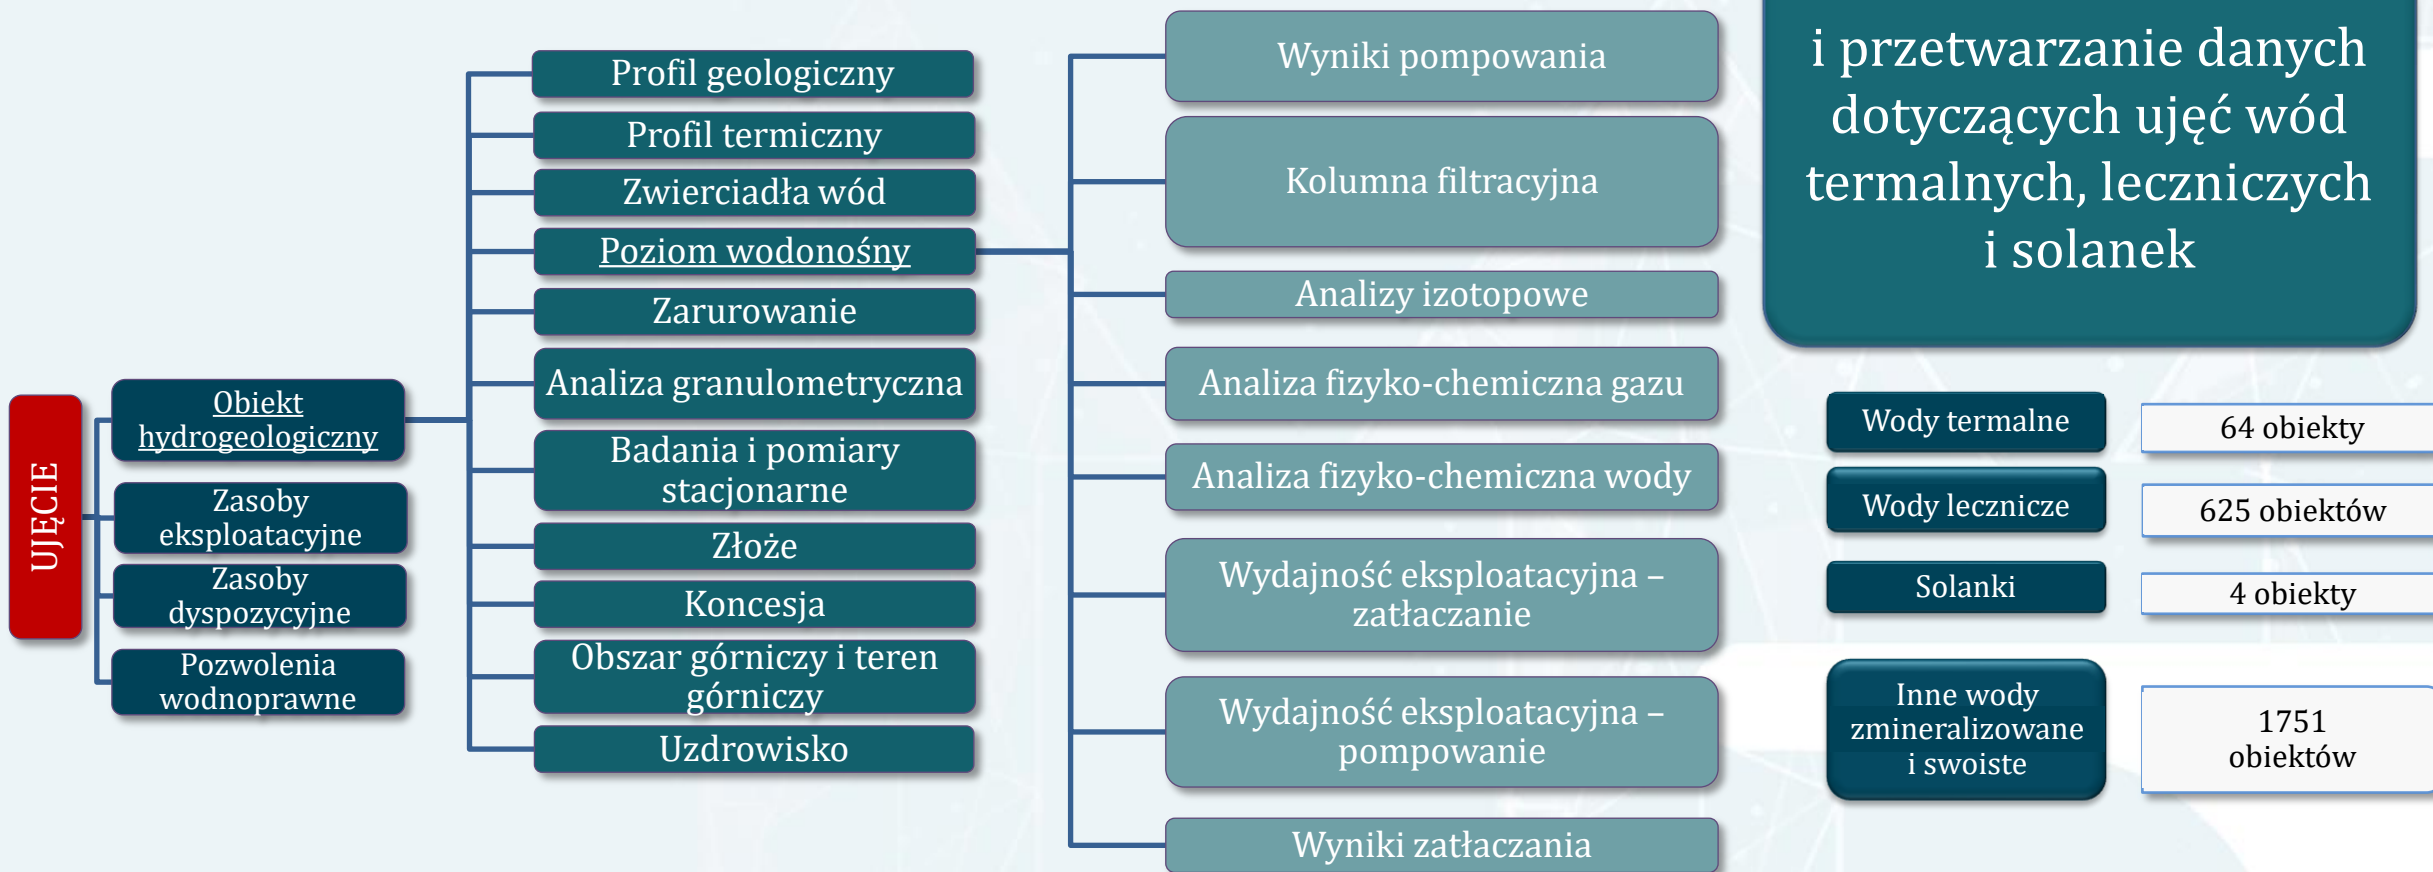 UJĘCIE
Obiekt
hydrogeologiczny
Zasoby
eksploatacyjne
Zasoby
dyspozycyjne
Pozwolenia
wodnoprawne
Profil geologiczny
Profil termiczny
Zwierciadła wód
Poziom wodonośny
Zarurowanie
Analiza granulometryczna
Badania i pomiary
stacjonarne
Złoże
Koncesja
Obszar górniczy i teren
górniczy
Uzdrowisko
Wyniki pompowania
Kolumna filtracyjna
Analizy izotopowe
Analiza fizyko-chemiczna gazu
Analiza fizyko-chemiczna wody
Wydajność eksploatacyjna –
zatłaczanie
Wydajność eksploatacyjna –
pompowanie
Wyniki zatłaczania
i przetwarzanie danych
dotyczących ujęć wód
termalnych, leczniczych
i solanek
Wody termalne
64 obiekty
Wody lecznicze
625 obiektów
Solanki
4 obiekty
Inne wody
zmineralizowane
i swoiste
1751
obiektów